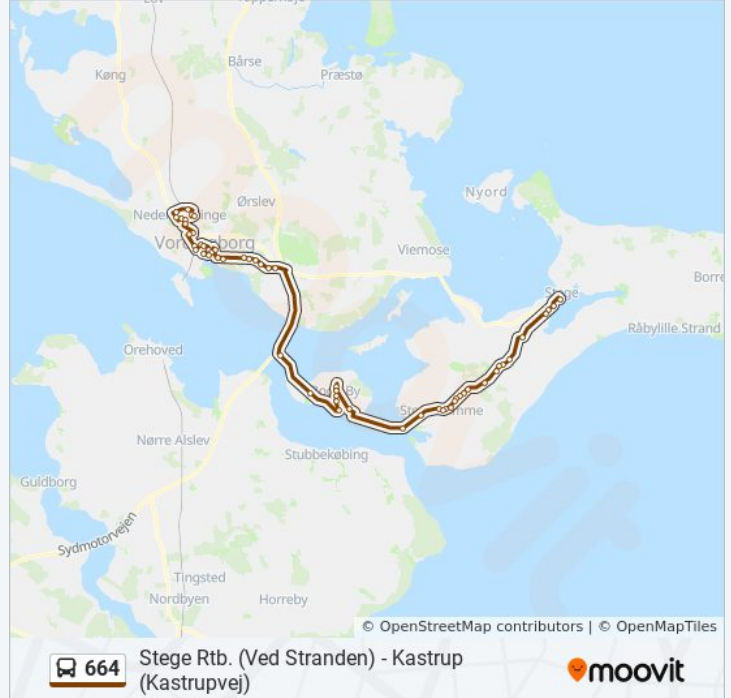 Køng
Bårse
Præstø
Nyord
Ørslev
Viemose
Borre
Råbylille Strand
Orehoved
Nørre Alslev
Stubbekøbing
Guldborg
Sydmotorvejen
Tingsted
Nordbyen
Horreby
© OpenStreetMap contributors | © OpenMapTiles
664
Stege Rtb. (Ved Stranden) - Kastrup
(Kastrupvej)
moovit